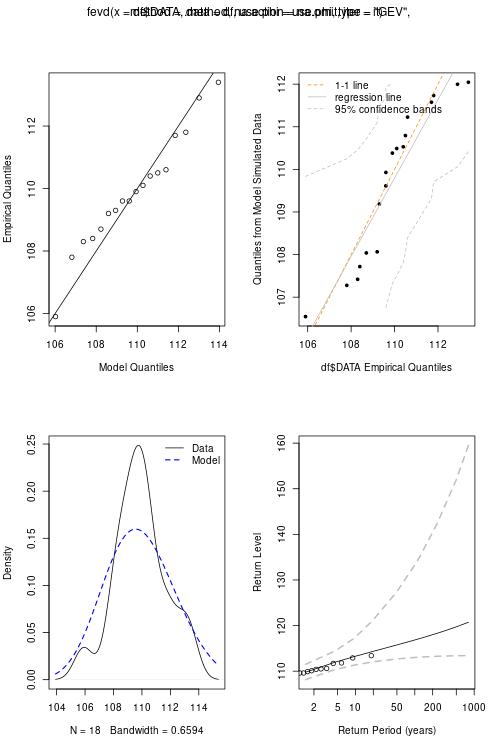 fevd(x = "GEV",
Empirical Quantiles
106 108 110 112
106 108 110 112 114
Model Quantiles
Quantiles from Model Simulated Data
107 108 109 110 111 112
1-1 line
regression line
95% confidence bands
106 108 110 112
df$DATA Empirical Quantiles
Density
0.00 0.05 0.10 0.15 0.20 0.25
Data
Model
104 106 108 110 112 114
N = 18 Bandwidth = 0.6594
Return Level
110 120 130 140 150 160
2 5 10 50 200 1000
Return Period (years)